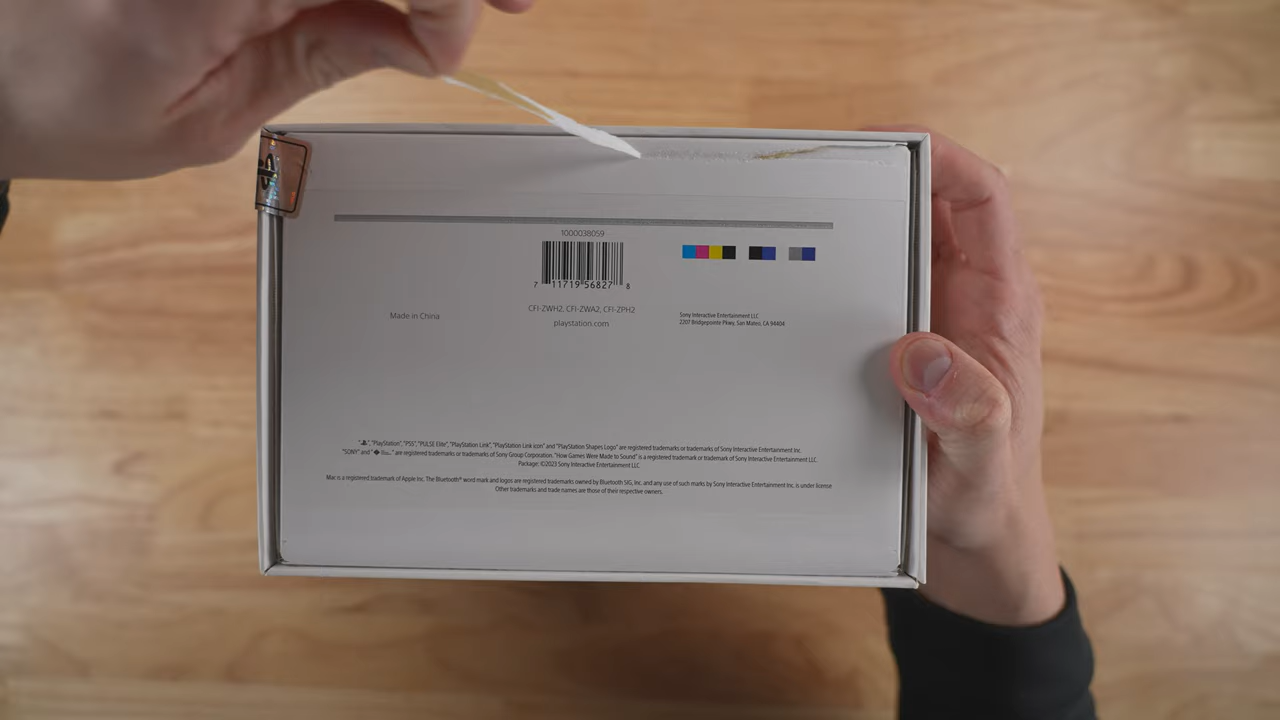 1000038059
7 11719 56827 8
CFI-ZWH2, CFI-ZWA2, CFI-ZPH2
playstation.com
Made in China
Sony Interactive Entertainment LLC
2207 Bridgepointe Pkwy, San Mateo, CA 94404
" ", "PlayStation", "PS5", "PULSE Elite", "PlayStation Link", "PlayStation Link icon" and "PlayStation Shapes Logo" are registered trademarks or trademarks of Sony Interactive Entertainment Inc.
"SONY" and " " are registered trademarks or trademarks of Sony Group Corporation. "How Games Were Made to Sound" is a registered trademark or trademark of Sony Interactive Entertainment LLC.
Package: ©2023 Sony Interactive Entertainment LLC.
Mac is a registered trademark of Apple Inc. The Bluetooth® word mark and logos are registered trademarks owned by Bluetooth SIG, Inc. and any use of such marks by Sony Interactive Entertainment Inc. is under license
Other trademarks and trade names are those of their respective owners.